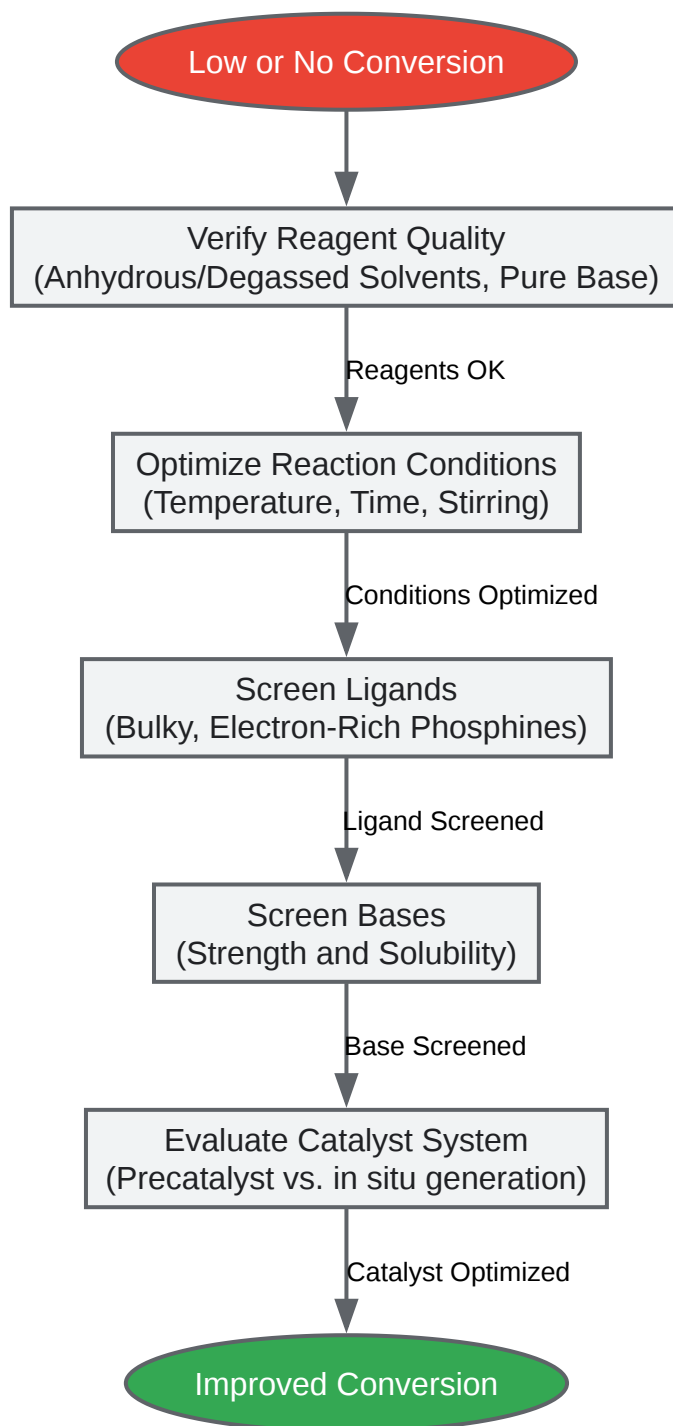 Low or No Conversion
Verify Reagent Quality
(Anhydrous/Degassed Solvents, Pure Base)
Reagents OK
Optimize Reaction Conditions
(Temperature, Time, Stirring)
Conditions Optimized
Screen Ligands
(Bulky, Electron-Rich Phosphines)
Ligand Screened
Screen Bases
(Strength and Solubility)
Base Screened
Evaluate Catalyst System
(Precatalyst vs. in situ generation)
Catalyst Optimized
Improved Conversion